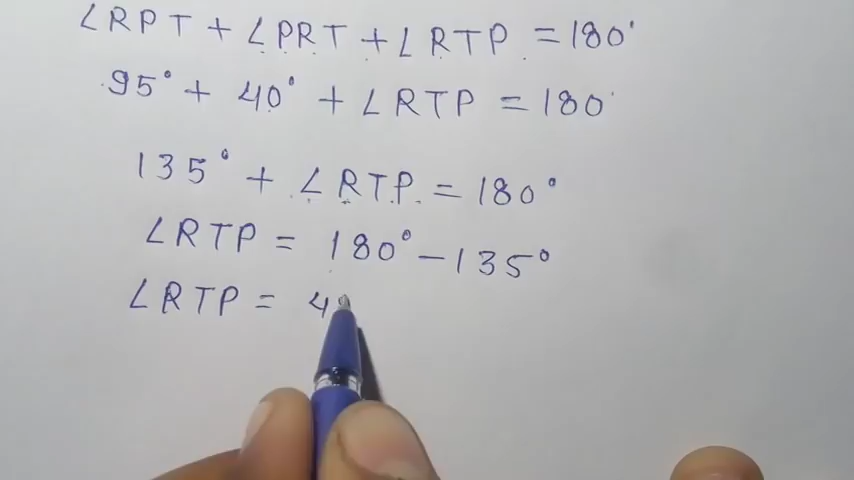 ∠RPT + ∠PRT + ∠RTP = 180°
95° + 40° + ∠RTP = 180°
135° + ∠RTP = 180°
∠RTP = 180° - 135°
∠RTP = 4